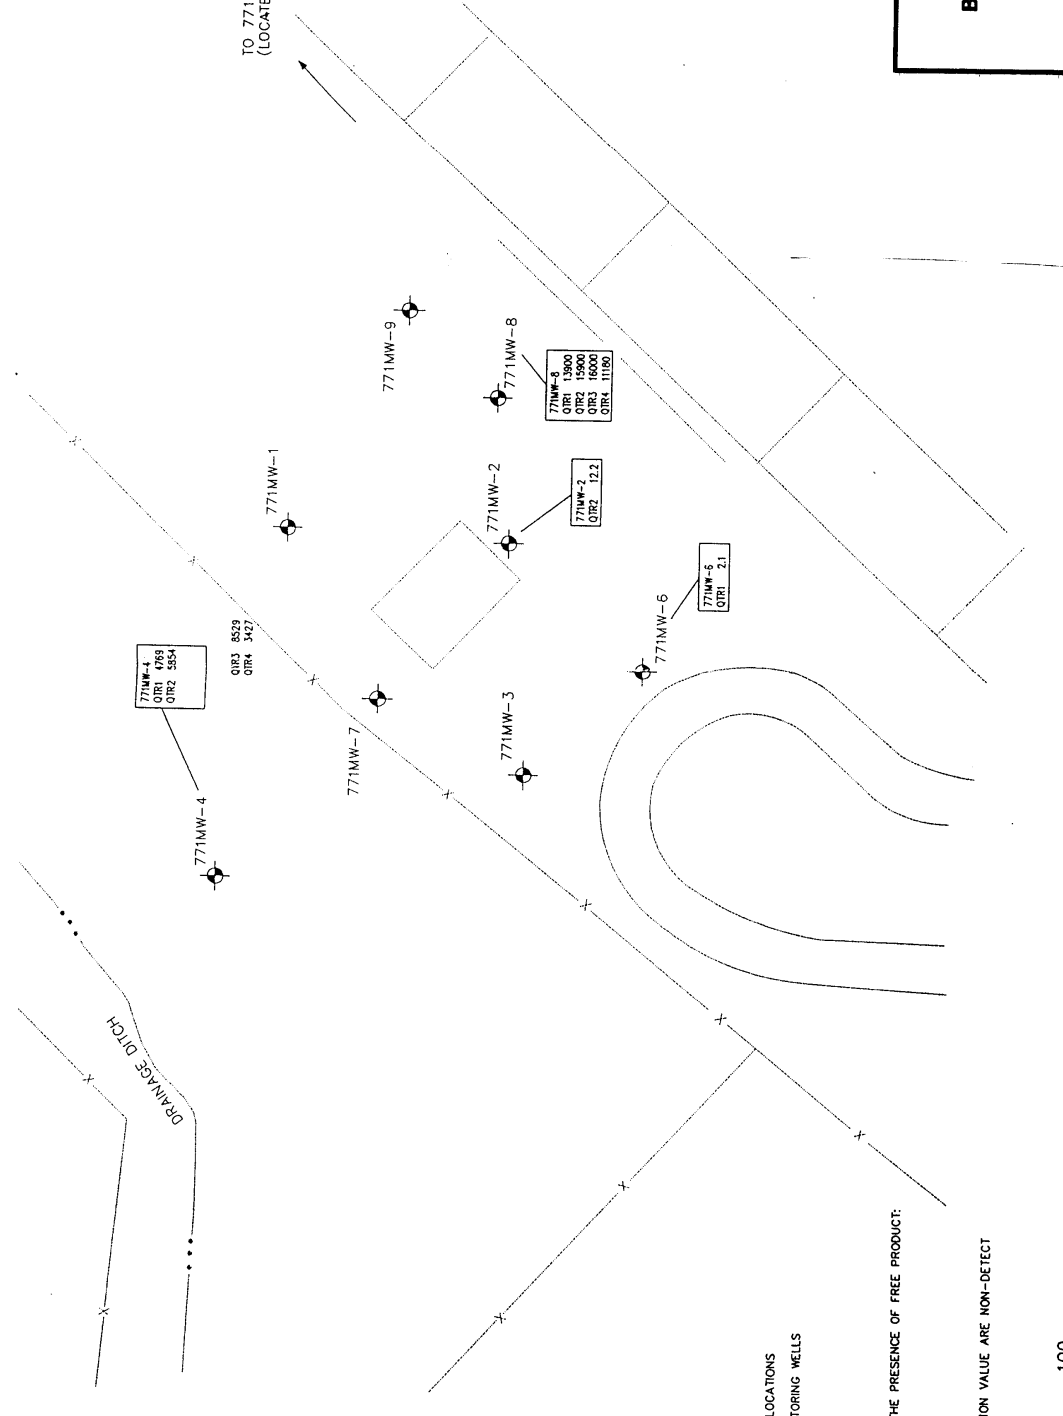 TO 771
(LOCATE
B
771MW-9
771MW-8
771MW-8
QTR1 13900
QTR2 15900
QTR3 16000
QTR4 11180
771MW-1
771MW-2
771MW-2
QTR2 12.2
771MW-6
771MW-6
QTR1 2.1
771MW-4
QTR1 4769
QTR2 5854
QTR3 8529
QTR4 3427
771MW-7
771MW-3
771MW-4
DRAINAGE DITCH
LOCATIONS
TORING WELLS
HE PRESENCE OF FREE PRODUCT:
ION VALUE ARE NON-DETECT
100